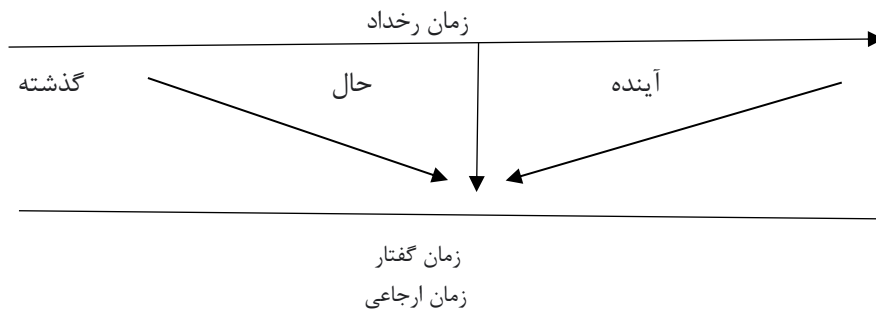 زمان رخداد
آینده حال گذشته
زمان گفتار
زمان ارجاعی